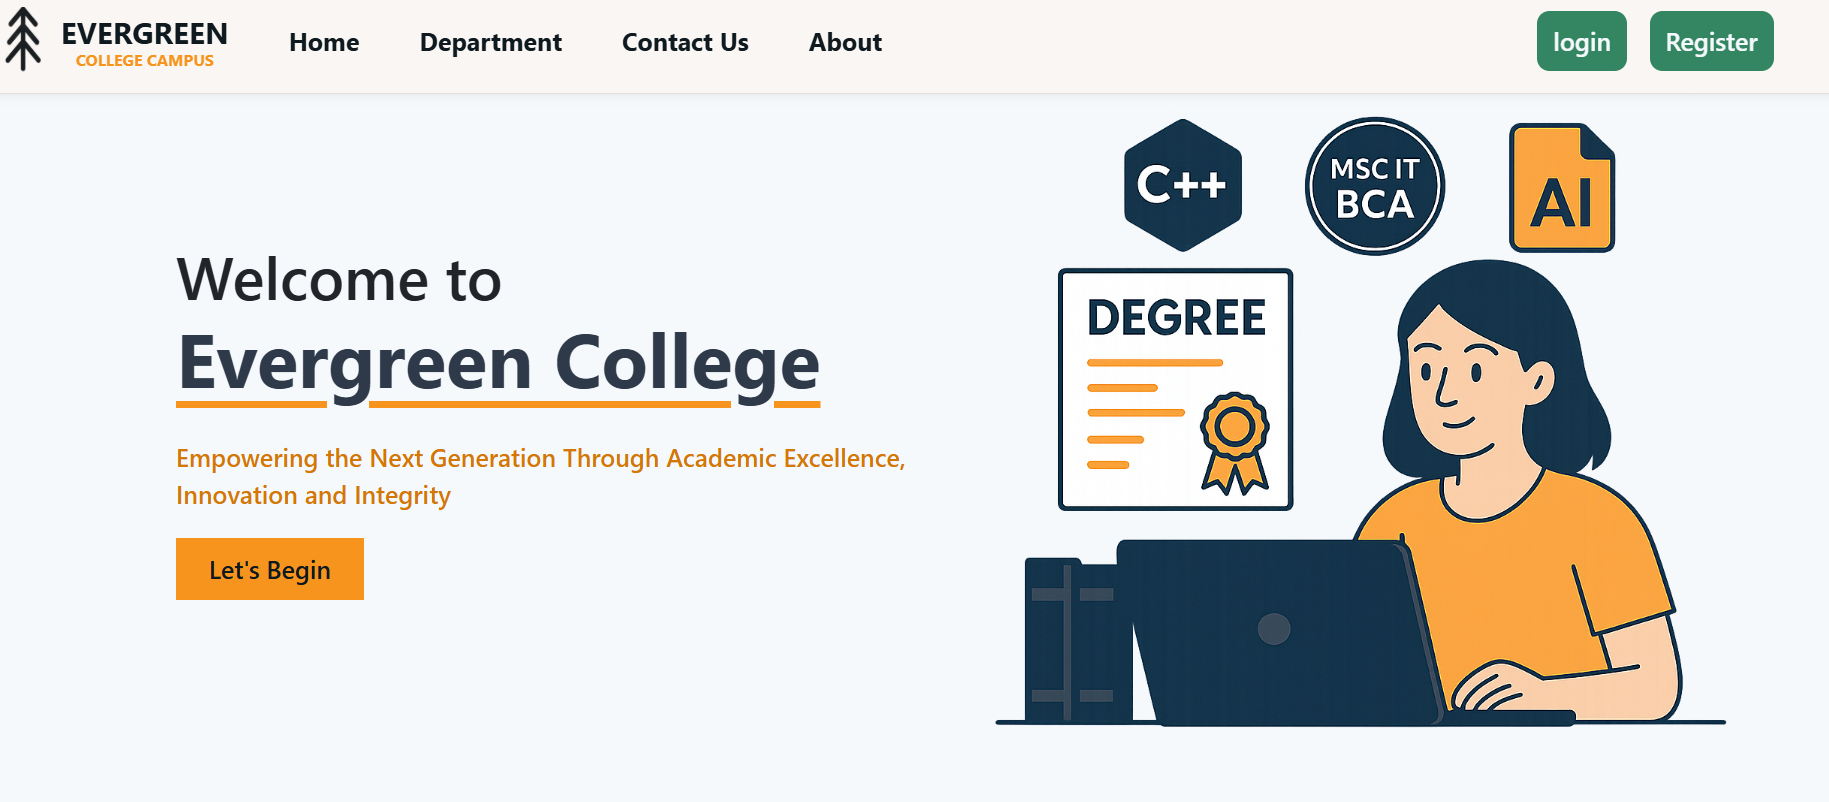 EVERGREEN
COLLEGE CAMPUS
Home
Department
Contact Us
About
login
Register
Welcome to
Evergreen College
Empowering the Next Generation Through Academic Excellence,
Innovation and Integrity
Let's Begin
C++
MSC IT
BCA
AI
DEGREE